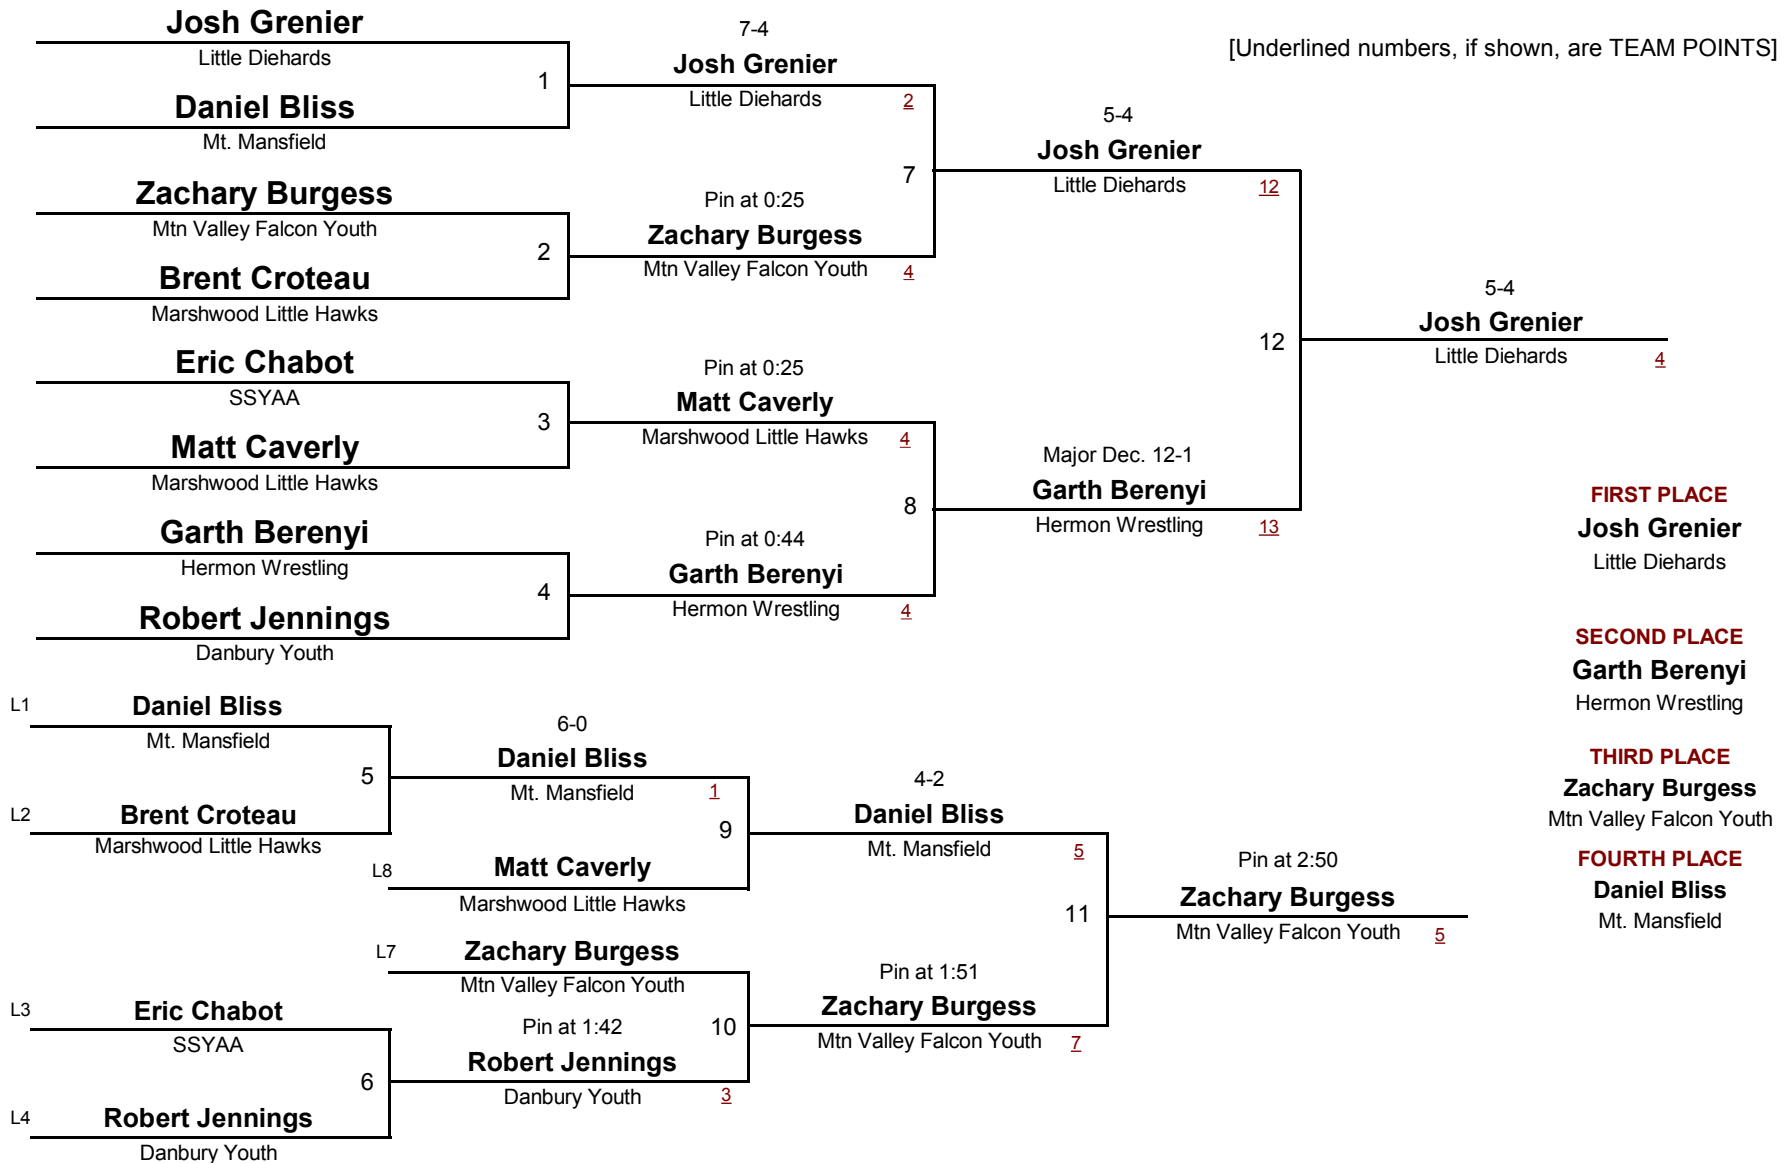 [Underlined numbers, if shown, are TEAM POINTS]
Josh Grenier
Little Diehards
1
Daniel Bliss
Mt. Mansfield
Zachary Burgess
Mtn Valley Falcon Youth
2
Brent Croteau
Marshwood Little Hawks
Eric Chabot
SSYAA
3
Matt Caverly
Marshwood Little Hawks
Garth Berenyi
Hermon Wrestling
4
Robert Jennings
Danbury Youth
7-4
Josh Grenier
Little Diehards 2
7
Pin at 0:25
Zachary Burgess
Mtn Valley Falcon Youth 4
Pin at 0:25
Matt Caverly
Marshwood Little Hawks 4
8
Pin at 0:44
Garth Berenyi
Hermon Wrestling 4
5-4
Josh Grenier
Little Diehards 12
12
Major Dec. 12-1
Garth Berenyi
Hermon Wrestling 13
5-4
Josh Grenier
Little Diehards 4
L1 Daniel Bliss
Mt. Mansfield
5
L2 Brent Croteau
Marshwood Little Hawks
L3 Eric Chabot
SSYAA
6
L4 Robert Jennings
Danbury Youth
6-0
Daniel Bliss
Mt. Mansfield 1
9
L8 Matt Caverly
Marshwood Little Hawks
L7 Zachary Burgess
Mtn Valley Falcon Youth
10
Pin at 1:42
Robert Jennings
Danbury Youth 3
4-2
Daniel Bliss
Mt. Mansfield 5
11
Pin at 1:51
Zachary Burgess
Mtn Valley Falcon Youth 7
Pin at 2:50
Zachary Burgess
Mtn Valley Falcon Youth 5
FIRST PLACE
Josh Grenier
Little Diehards
SECOND PLACE
Garth Berenyi
Hermon Wrestling
THIRD PLACE
Zachary Burgess
Mtn Valley Falcon Youth
FOURTH PLACE
Daniel Bliss
Mt. Mansfield